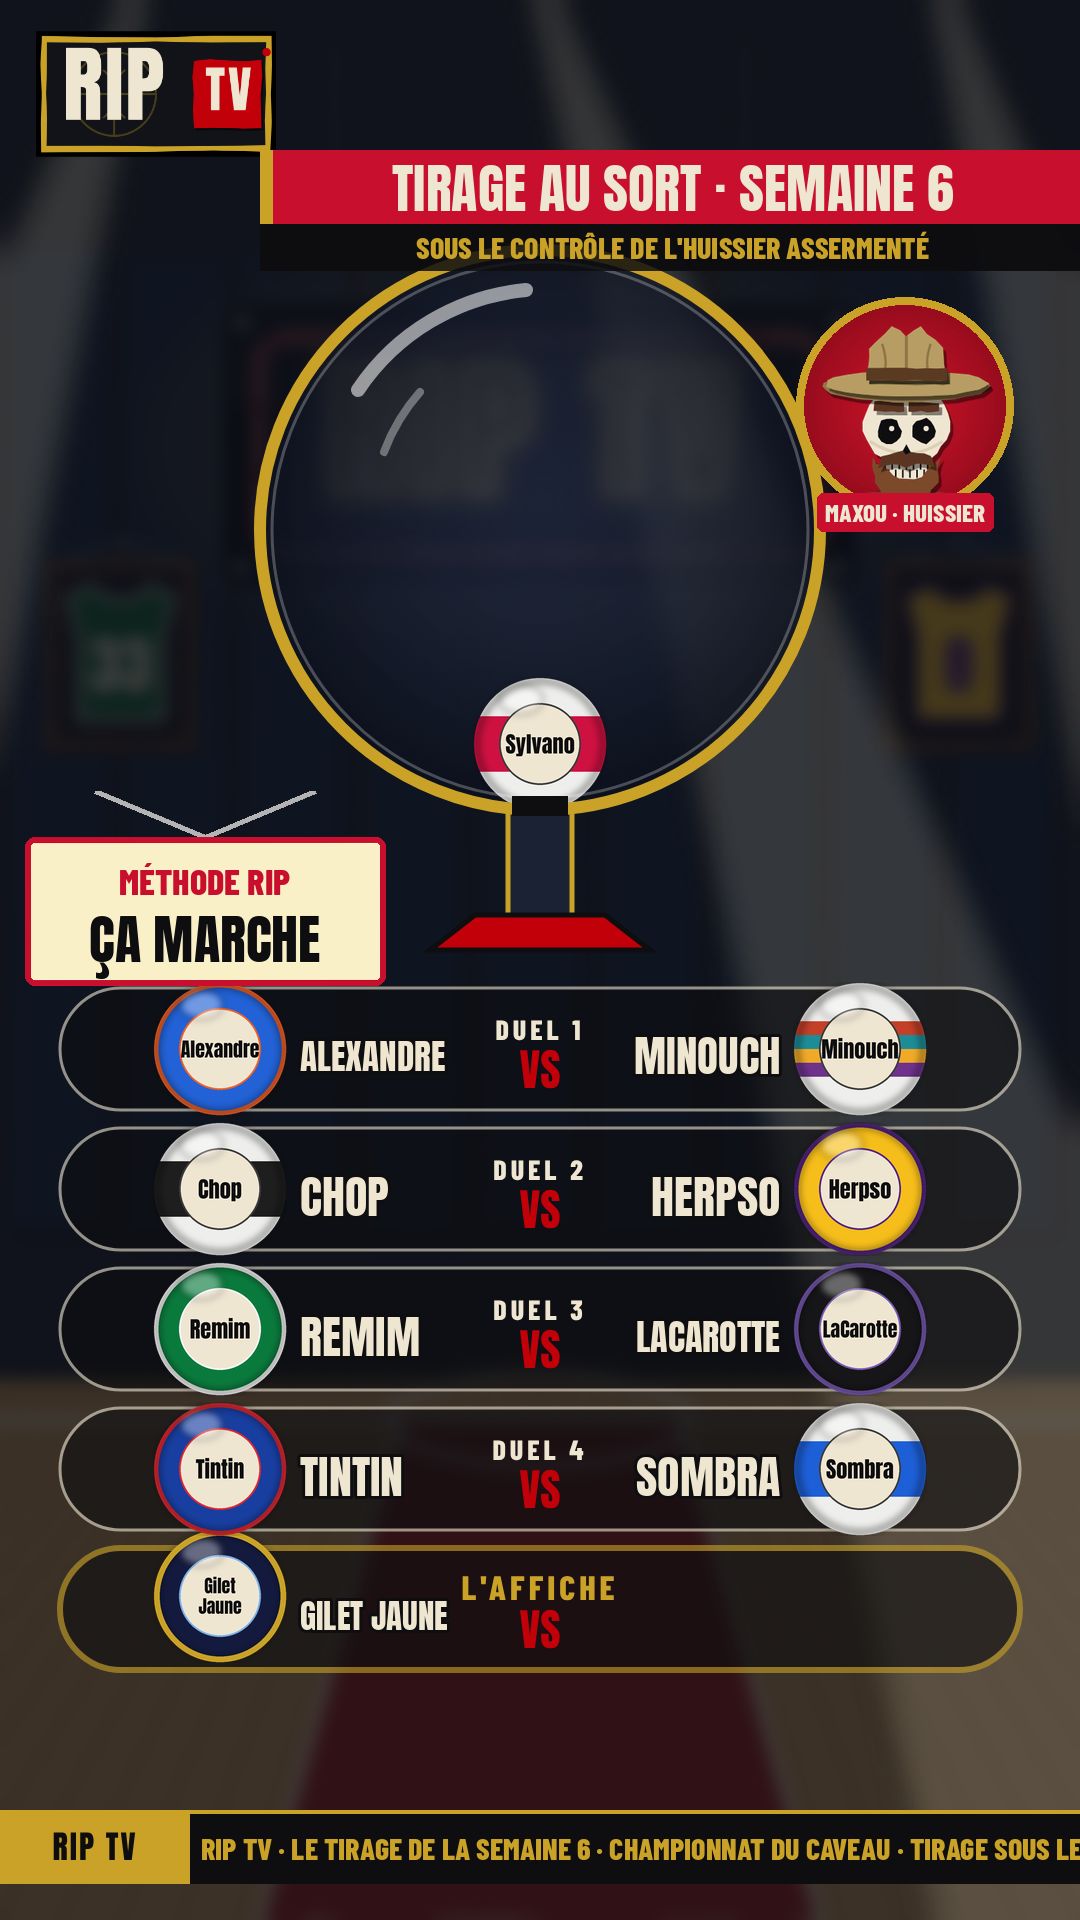 RIP TV
TIRAGE AU SORT · SEMAINE 6
SOUS LE CONTRÔLE DE L'HUISSIER ASSERMENTÉ
MAXOU · HUISSIER
33
0
Sylvano
MÉTHODE RIP
ÇA MARCHE
Alexandre
ALEXANDRE
DUEL 1
VS
MINOUCH
Minouch
Chop
CHOP
DUEL 2
VS
HERPSO
Herpso
Remim
REMIM
DUEL 3
VS
LACAROTTE
LaCarotte
Tintin
TINTIN
DUEL 4
VS
SOMBRA
Sombra
Gilet
Jaune
GILET JAUNE
L'AFFICHE
VS
RIP TV
RIP TV · LE TIRAGE DE LA SEMAINE 6 · CHAMPIONNAT DU CAVEAU · TIRAGE SOUS LE